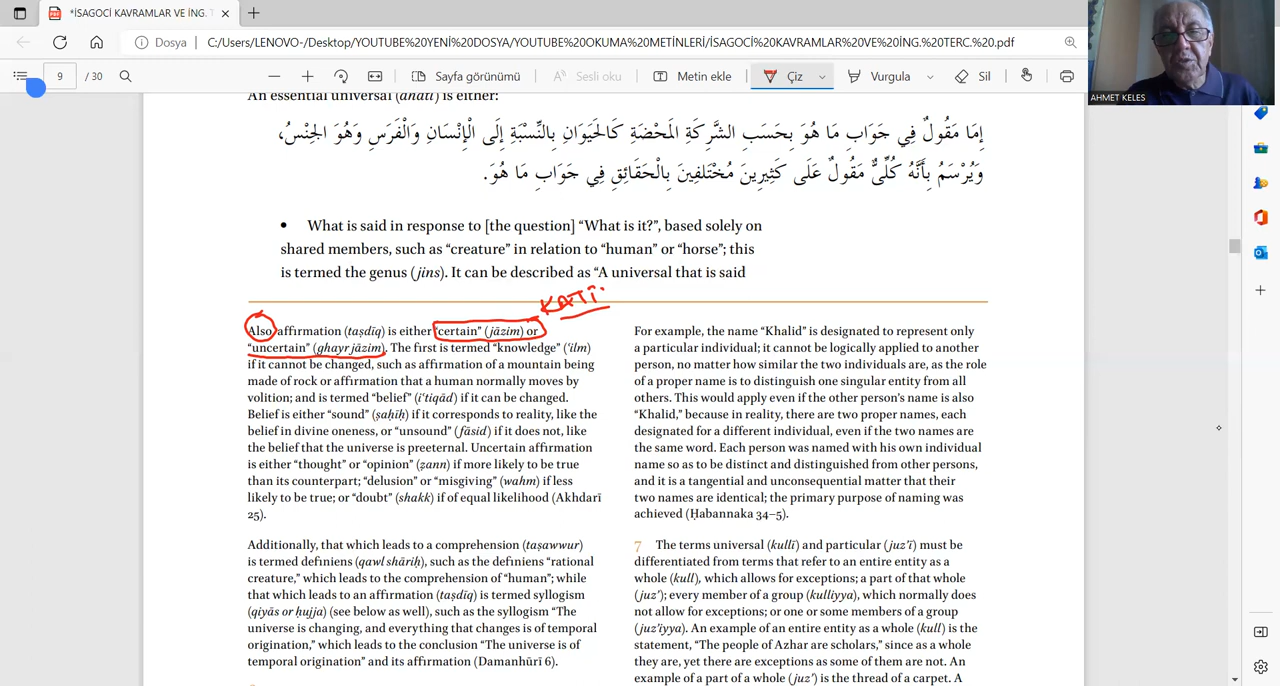 *İSAGOCİ KAVRAMLAR VE İNG. T
9 / 30
Dosya
C:/Users/LENOVO-/Desktop/YOUTUBE%20YENİ%20DOSYA/YOUTUBE%20OKUMA%20METİNLERİ/İSAGOCİ%20KAVRAMLAR%20VE%20İNG.%20TERC.%20.pdf
Sayfa görünümü
Sesli oku
Metin ekle
Çiz
Vurgula
Sil
AHMET KELES
An essential universal (dhātī) is either:
إِمَّا مَقُولٌ فِي جَوَابِ مَا هُوَ بِحَسَبِ الشَّرِكَةِ المَحْضَةِ كَالحَيَوَانِ بِالنِّسْبَةِ إِلَى الْإِنْسَانِ وَالْفَرَسِ وَهُوَ الجِنْسُ،
وَيُرْسَمُ بِأَنَّهُ كُلِّيٌّ مَقُولٌ عَلَى كَثِيرِينَ مُخْتَلِفِينَ بِالْحَقَائِقِ فِي جَوَابِ مَا هُوَ.
• What is said in response to [the question] “What is it?”, based solely on
shared members, such as “creature” in relation to “human” or “horse”; this
is termed the genus (jins). It can be described as “A universal that is said
KATÎ
Also affirmation (taṣdīq) is either “certain” (jāzim) or
“uncertain” (ghayr jāzim). The first is termed “knowledge” (ʿilm)
if it cannot be changed, such as affirmation of a mountain being
made of rock or affirmation that a human normally moves by
volition; and is termed “belief” (iʿtiqād) if it can be changed.
Belief is either “sound” (ṣaḥīḥ) if it corresponds to reality, like the
belief in divine oneness, or “unsound” (fāsid) if it does not, like
the belief that the universe is preeternal. Uncertain affirmation
is either “thought” or “opinion” (ẓann) if more likely to be true
than its counterpart; “delusion” or “misgiving” (wahm) if less
likely to be true; or “doubt” (shakk) if of equal likelihood (Akhdarī
25).
Additionally, that which leads to a comprehension (taṣawwur)
is termed definiens (qawl shāriḥ), such as the definiens “rational
creature,” which leads to the comprehension of “human”; while
that which leads to an affirmation (taṣdīq) is termed syllogism
(qiyās or ḥujja) (see below as well), such as the syllogism “The
universe is changing, and everything that changes is of temporal
origination,” which leads to the conclusion “The universe is of
temporal origination” and its affirmation (Damanhūrī 6).
For example, the name “Khalid” is designated to represent only
a particular individual; it cannot be logically applied to another
person, no matter how similar the two individuals are, as the role
of a proper name is to distinguish one singular entity from all
others. This would apply even if the other person’s name is also
“Khalid,” because in reality, there are two proper names, each
designated for a different individual, even if the two names are
the same word. Each person was named with his own individual
name so as to be distinct and distinguished from other persons,
and it is a tangential and unconsequential matter that their
two names are identical; the primary purpose of naming was
achieved (Ḥabannaka 34–5).
7 The terms universal (kullī) and particular (juzʾī) must be
differentiated from terms that refer to an entire entity as a
whole (kull), which allows for exceptions; a part of that whole
(juzʾ); every member of a group (kulliyya), which normally does
not allow for exceptions; or one or some members of a group
(juzʾiyya). An example of an entire entity as a whole (kull) is the
statement, “The people of Azhar are scholars,” since as a whole
they are, yet there are exceptions as some of them are not. An
example of a part of a whole (juzʾ) is the thread of a carpet. A